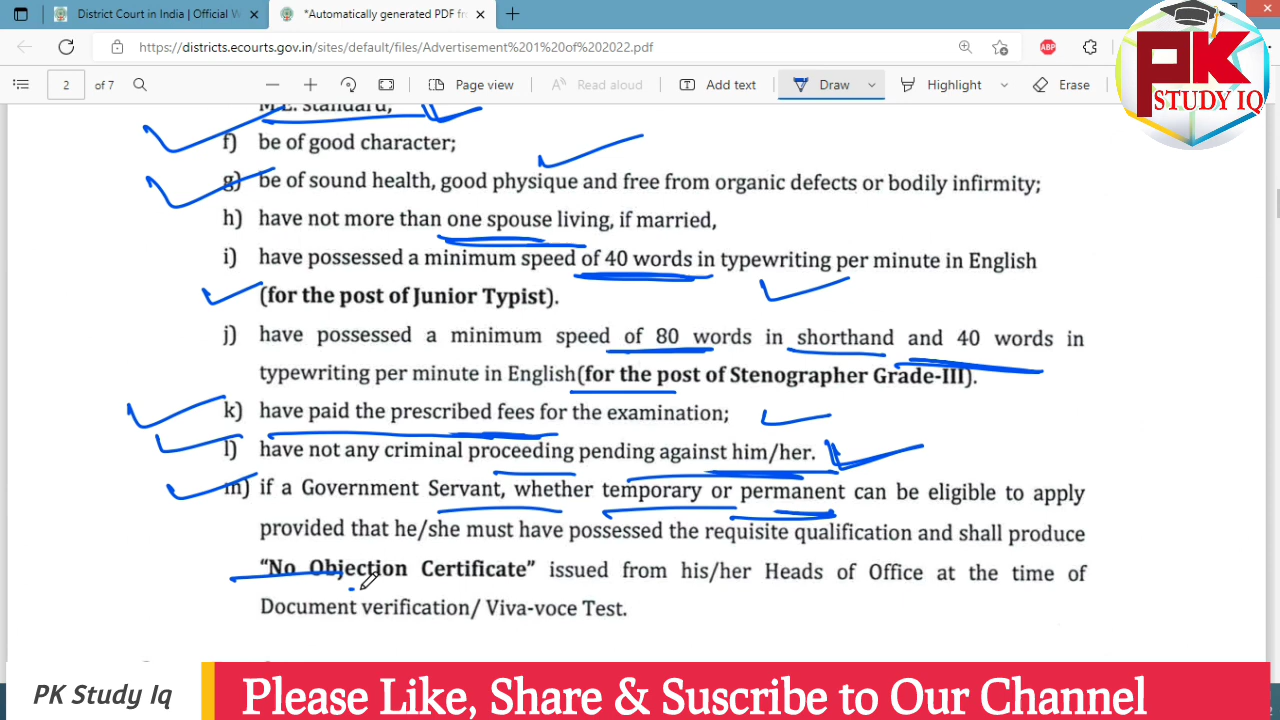 District Court in India | Official W
*Automatically generated PDF fro
https://districts.ecourts.gov.in/sites/default/files/Advertisement%201%20of%202022.pdf
ABP
2 of 7
Page view
Read aloud
Add text
Draw
Highlight
Erase
PK
STUDY IQ
M.E. standard,
f) be of good character;
g) be of sound health, good physique and free from organic defects or bodily infirmity;
h) have not more than one spouse living, if married,
i) have possessed a minimum speed of 40 words in typewriting per minute in English
(for the post of Junior Typist).
j) have possessed a minimum speed of 80 words in shorthand and 40 words in
typewriting per minute in English(for the post of Stenographer Grade-III).
k) have paid the prescribed fees for the examination;
l) have not any criminal proceeding pending against him/her.
m) if a Government Servant, whether temporary or permanent can be eligible to apply
provided that he/she must have possessed the requisite qualification and shall produce
“No Objection Certificate” issued from his/her Heads of Office at the time of
Document verification/ Viva-voce Test.
PK Study Iq
Please Like, Share & Suscribe to Our Channel